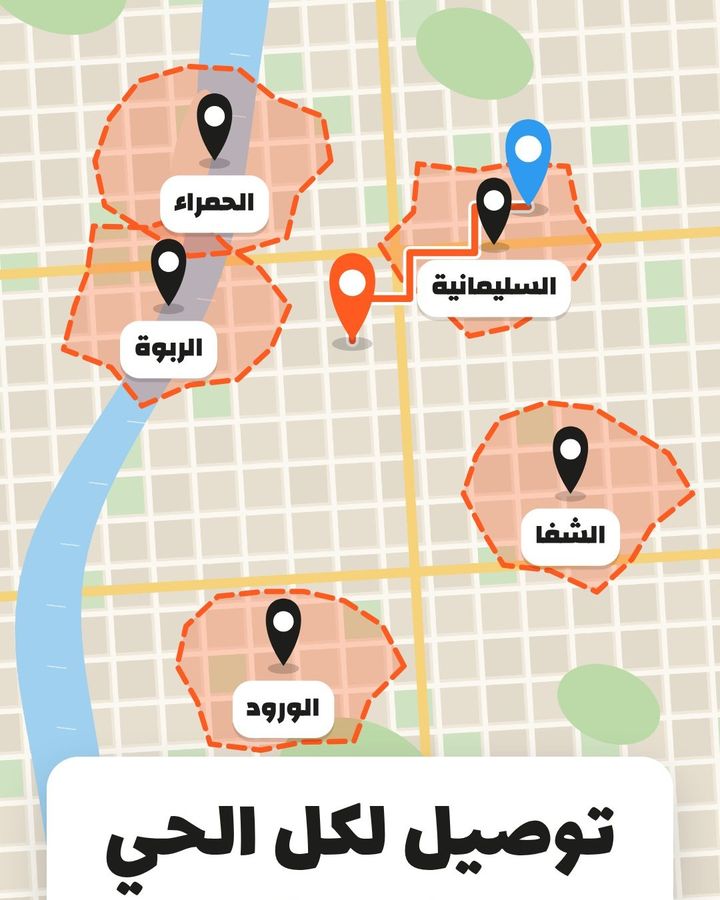 الحمراء
السليمانية
الربوة
الشفا
الورود
توصيل لكل الحي